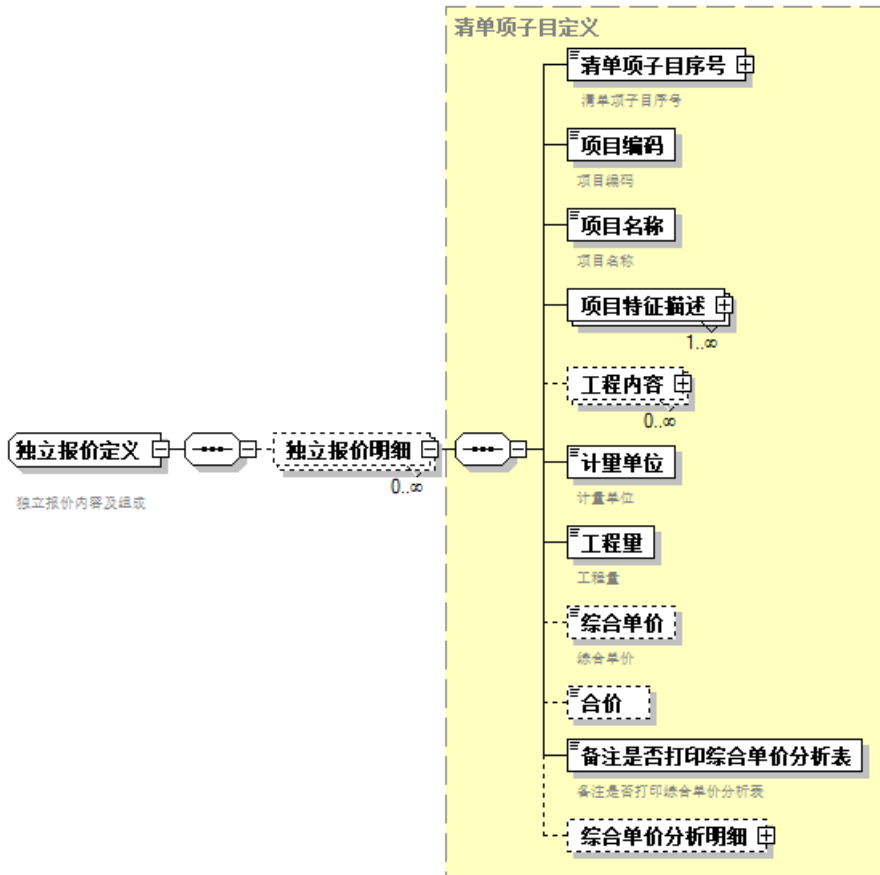 清单项子目定义
清单项子目序号
清单项子目序号
项目编码
项目编码
项目名称
项目名称
项目特征描述
1..∞
工程内容
0..∞
独立报价定义
独立报价内容及组成
独立报价明细
0..∞
计量单位
计量单位
工程量
工程量
综合单价
综合单价
合价
备注是否打印综合单价分析表
备注是否打印综合单价分析表
综合单价分析明细